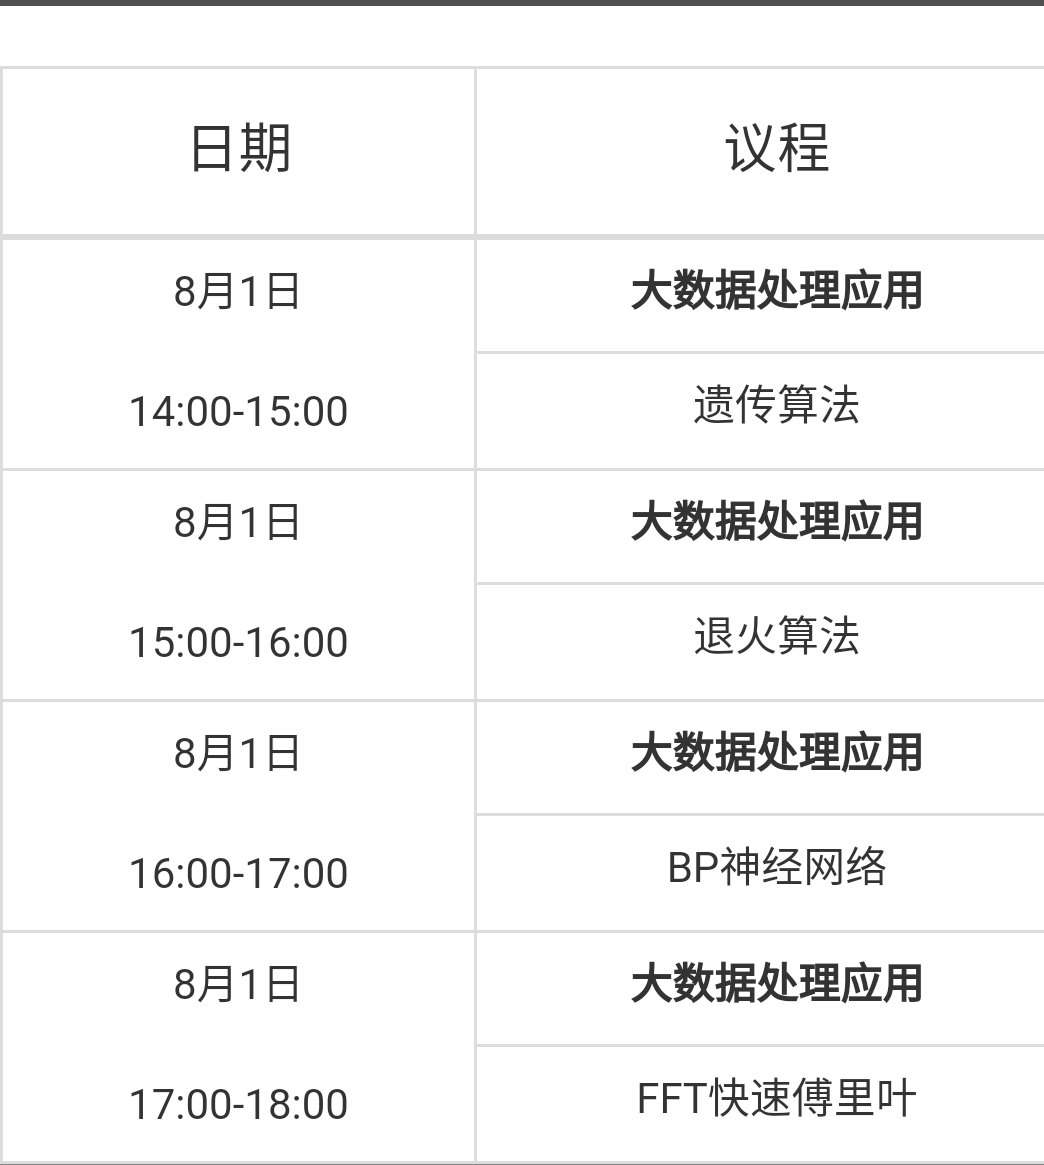 日期
议程
8月1日
14:00-15:00
大数据处理应用
遗传算法
8月1日
15:00-16:00
大数据处理应用
退火算法
8月1日
16:00-17:00
大数据处理应用
BP神经网络
8月1日
17:00-18:00
大数据处理应用
FFT快速傅里叶